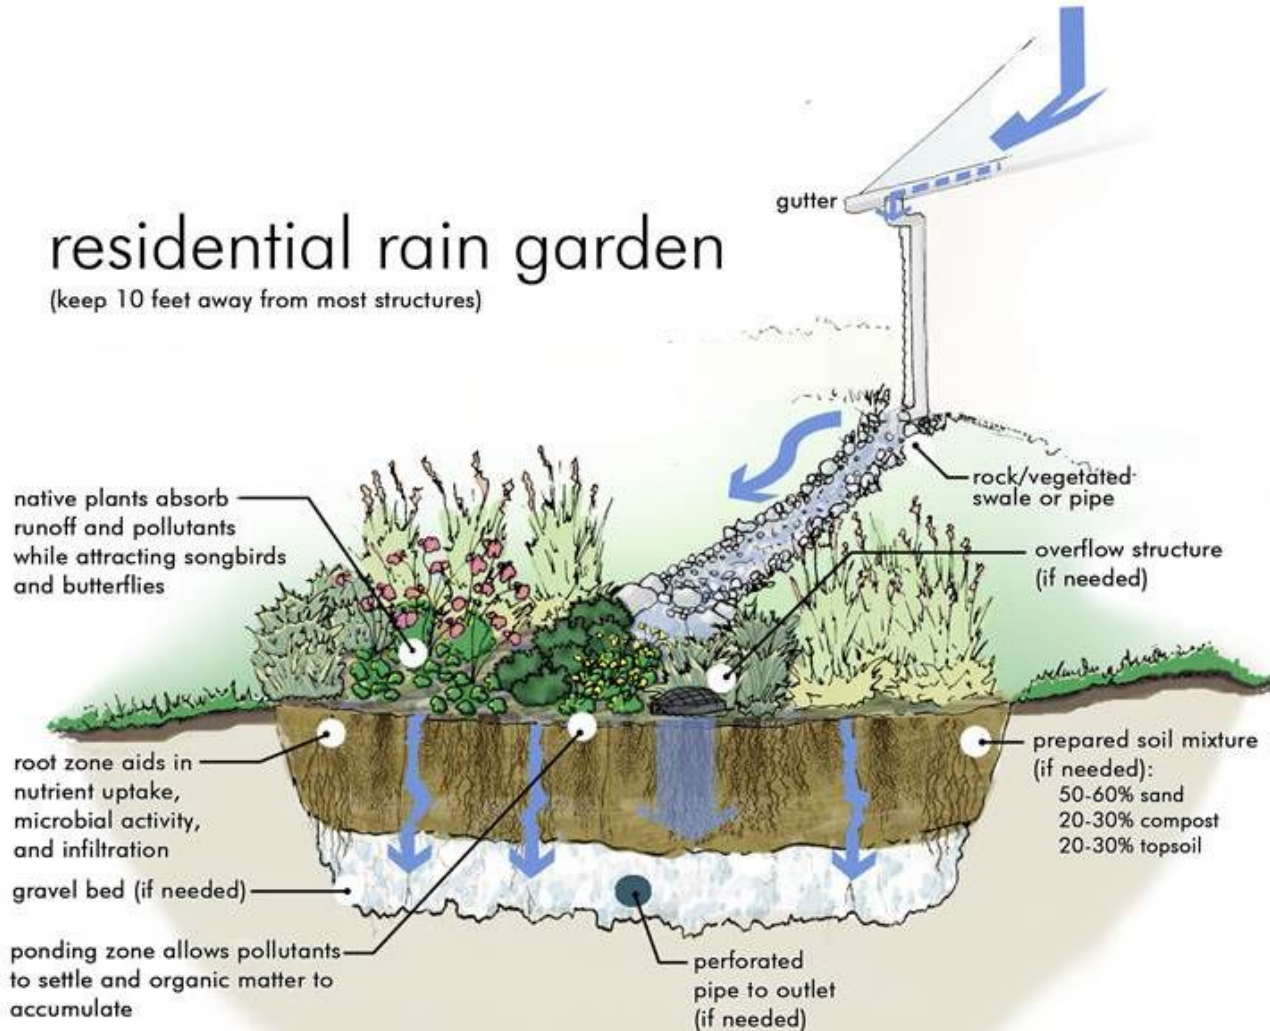 residential rain garden
(keep 10 feet away from most structures)
gutter
rock/vegetated
swale or pipe
overflow structure
(if needed)
native plants absorb
runoff and pollutants
while attracting songbirds
and butterflies
root zone aids in
nutrient uptake,
microbial activity,
and infiltration
gravel bed (if needed)
ponding zone allows pollutants
to settle and organic matter to
accumulate
prepared soil mixture
(if needed):
50-60% sand
20-30% compost
20-30% topsoil
perforated
pipe to outlet
(if needed)